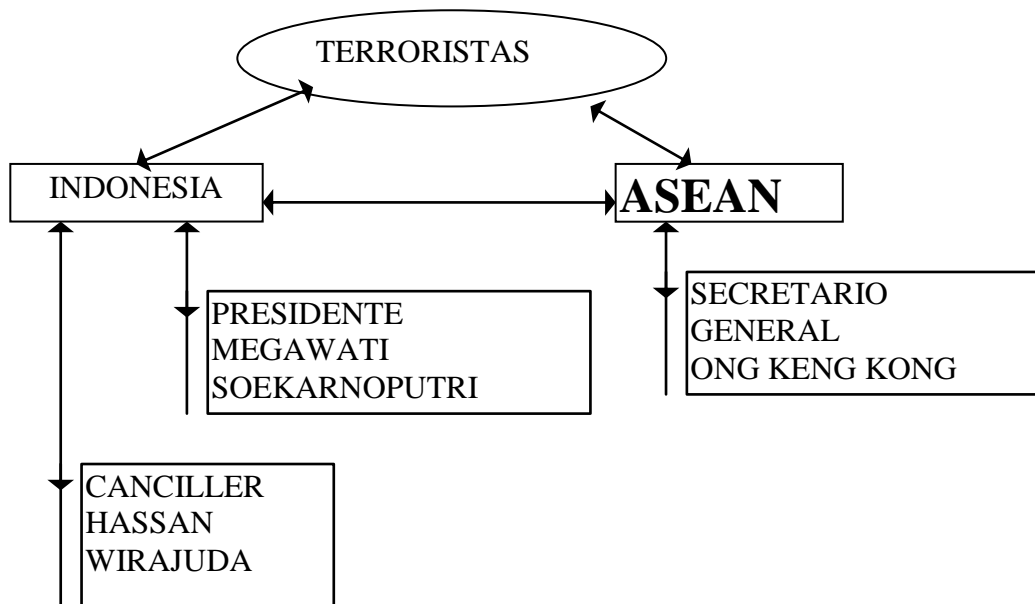 TERRORISTAS
INDONESIA
ASEAN
PRESIDENTE
MEGAWATI
SOEKARNOPUTRI
SECRETARIO
GENERAL
ONG KENG KONG
CANCILLER
HASSAN
WIRAJUDA